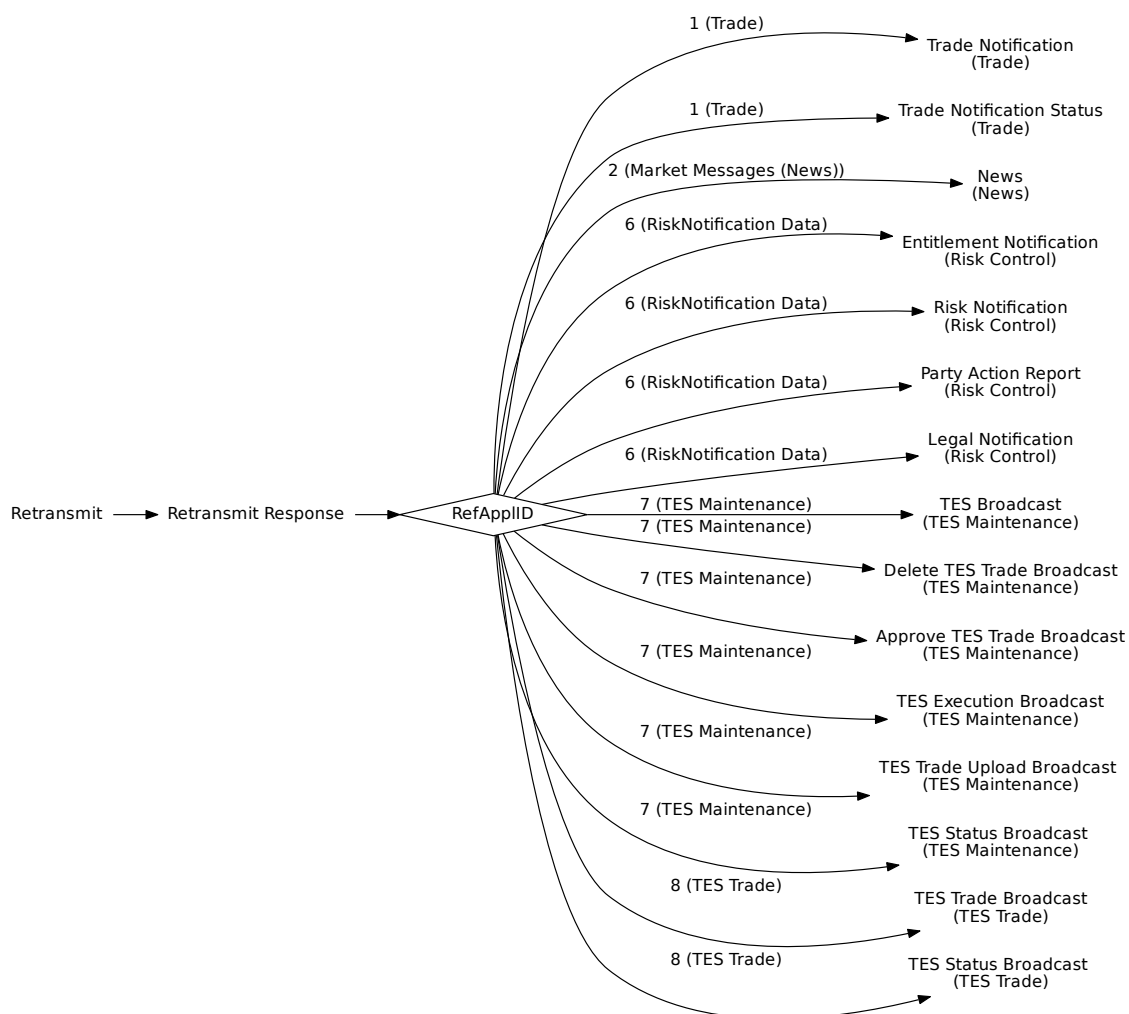 1 (Trade)
Trade Notification
(Trade)
1 (Trade)
Trade Notification Status
(Trade)
2 (Market Messages (News))
News
(News)
6 (RiskNotification Data)
Entitlement Notification
(Risk Control)
6 (RiskNotification Data)
Risk Notification
(Risk Control)
6 (RiskNotification Data)
Party Action Report
(Risk Control)
6 (RiskNotification Data)
Legal Notification
(Risk Control)
Retransmit
Retransmit Response
RefApplID
7 (TES Maintenance)
TES Broadcast
(TES Maintenance)
7 (TES Maintenance)
Delete TES Trade Broadcast
(TES Maintenance)
7 (TES Maintenance)
Approve TES Trade Broadcast
(TES Maintenance)
7 (TES Maintenance)
TES Execution Broadcast
(TES Maintenance)
7 (TES Maintenance)
TES Trade Upload Broadcast
(TES Maintenance)
7 (TES Maintenance)
TES Status Broadcast
(TES Maintenance)
8 (TES Trade)
TES Trade Broadcast
(TES Trade)
8 (TES Trade)
TES Status Broadcast
(TES Trade)